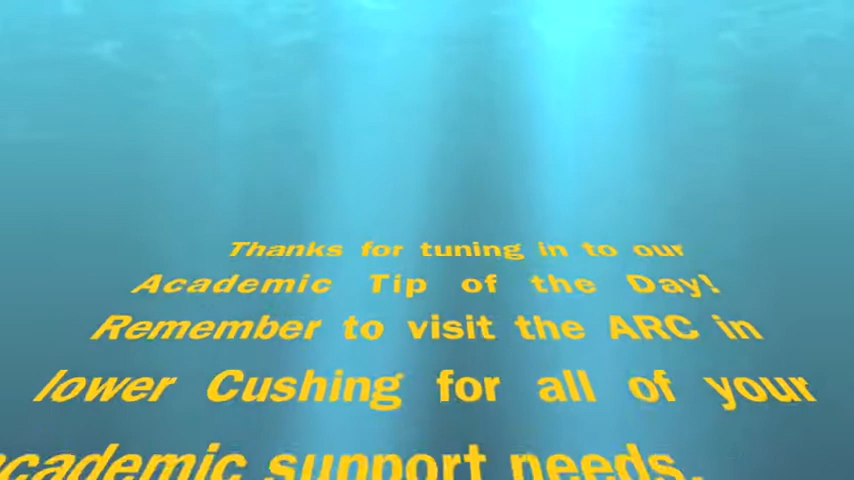 Thanks for tuning in to our
Academic Tip of the Day!
Remember to visit the ARC in
lower Cushing for all of your
academic support needs.